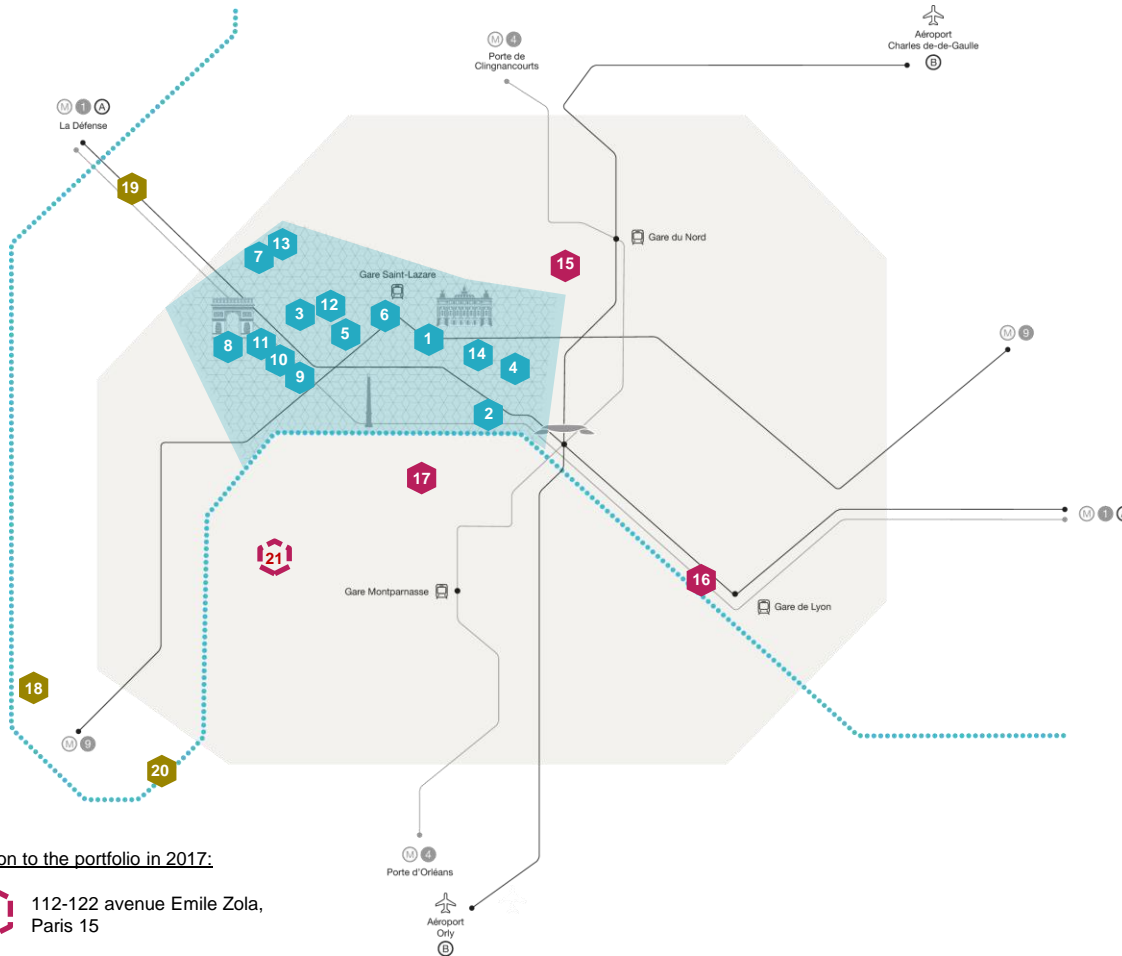 Aéroport
Charles de-de-Gaulle
B
M 4
Porte de
Clingnancourts
M 1 A
La Défense
19
Gare du Nord
13
7
15
Gare Saint-Lazare
12
3
6
5
1
8
11
14
10
4
9
2
M 9
17
M 1
21
16
Gare Montparnasse
Gare de Lyon
18
M 9
20
on to the portfolio in 2017:
M 4
Porte d'Orléans
112-122 avenue Emile Zola,
Paris 15
Aéroport
Orly
B